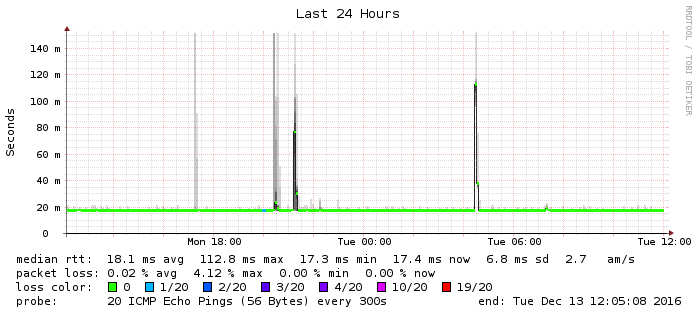 Last 24 Hours
RRDTOOL / TOBI OETIKER
Seconds
140 m
120 m
100 m
80 m
60 m
40 m
20 m
0
Mon 18:00 Tue 00:00 Tue 06:00 Tue 12:00
median rtt: 18.1 ms avg 112.8 ms max 17.3 ms min 17.4 ms now 6.8 ms sd 2.7 am/s
packet loss: 0.02 % avg 4.12 % max 0.00 % min 0.00 % now
loss color: 0 1/20 2/20 3/20 4/20 10/20 19/20
probe: 20 ICMP Echo Pings (56 Bytes) every 300s end: Tue Dec 13 12:05:08 2016